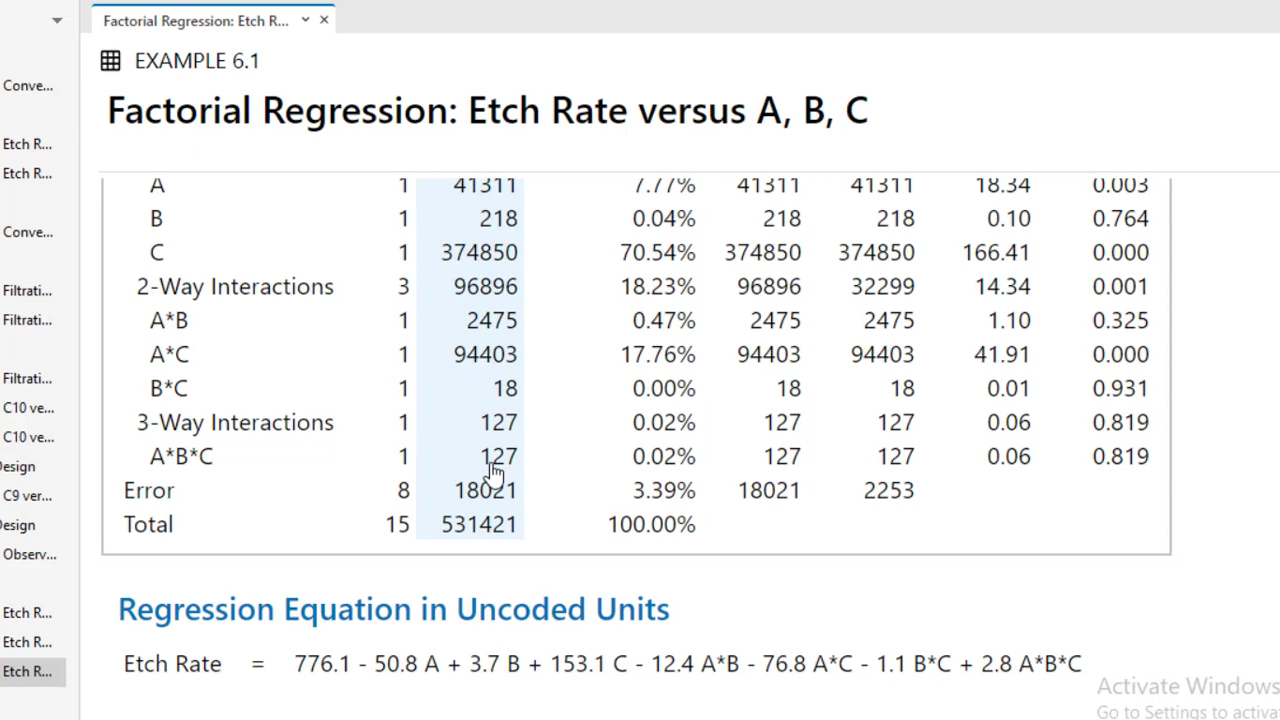 Factorial Regression: Etch R...
EXAMPLE 6.1
Factorial Regression: Etch Rate versus A, B, C
Conve...
Etch R...
Etch R...
Conve...
Filtrati...
Filtrati...
Filtrati...
C10 ve...
C10 ve...
Design
C9 ver...
Design
Observ...
Etch R...
Etch R...
Etch R...
A 1 41311 7.77% 41311 41311 18.34 0.003
B 1 218 0.04% 218 218 0.10 0.764
C 1 374850 70.54% 374850 374850 166.41 0.000
2-Way Interactions 3 96896 18.23% 96896 32299 14.34 0.001
A*B 1 2475 0.47% 2475 2475 1.10 0.325
A*C 1 94403 17.76% 94403 94403 41.91 0.000
B*C 1 18 0.00% 18 18 0.01 0.931
3-Way Interactions 1 127 0.02% 127 127 0.06 0.819
A*B*C 1 127 0.02% 127 127 0.06 0.819
Error 8 18021 3.39% 18021 2253
Total 15 531421 100.00%
Regression Equation in Uncoded Units
Etch Rate = 776.1 - 50.8 A + 3.7 B + 153.1 C - 12.4 A*B - 76.8 A*C - 1.1 B*C + 2.8 A*B*C
Activate Windows
Go to Settings to activa